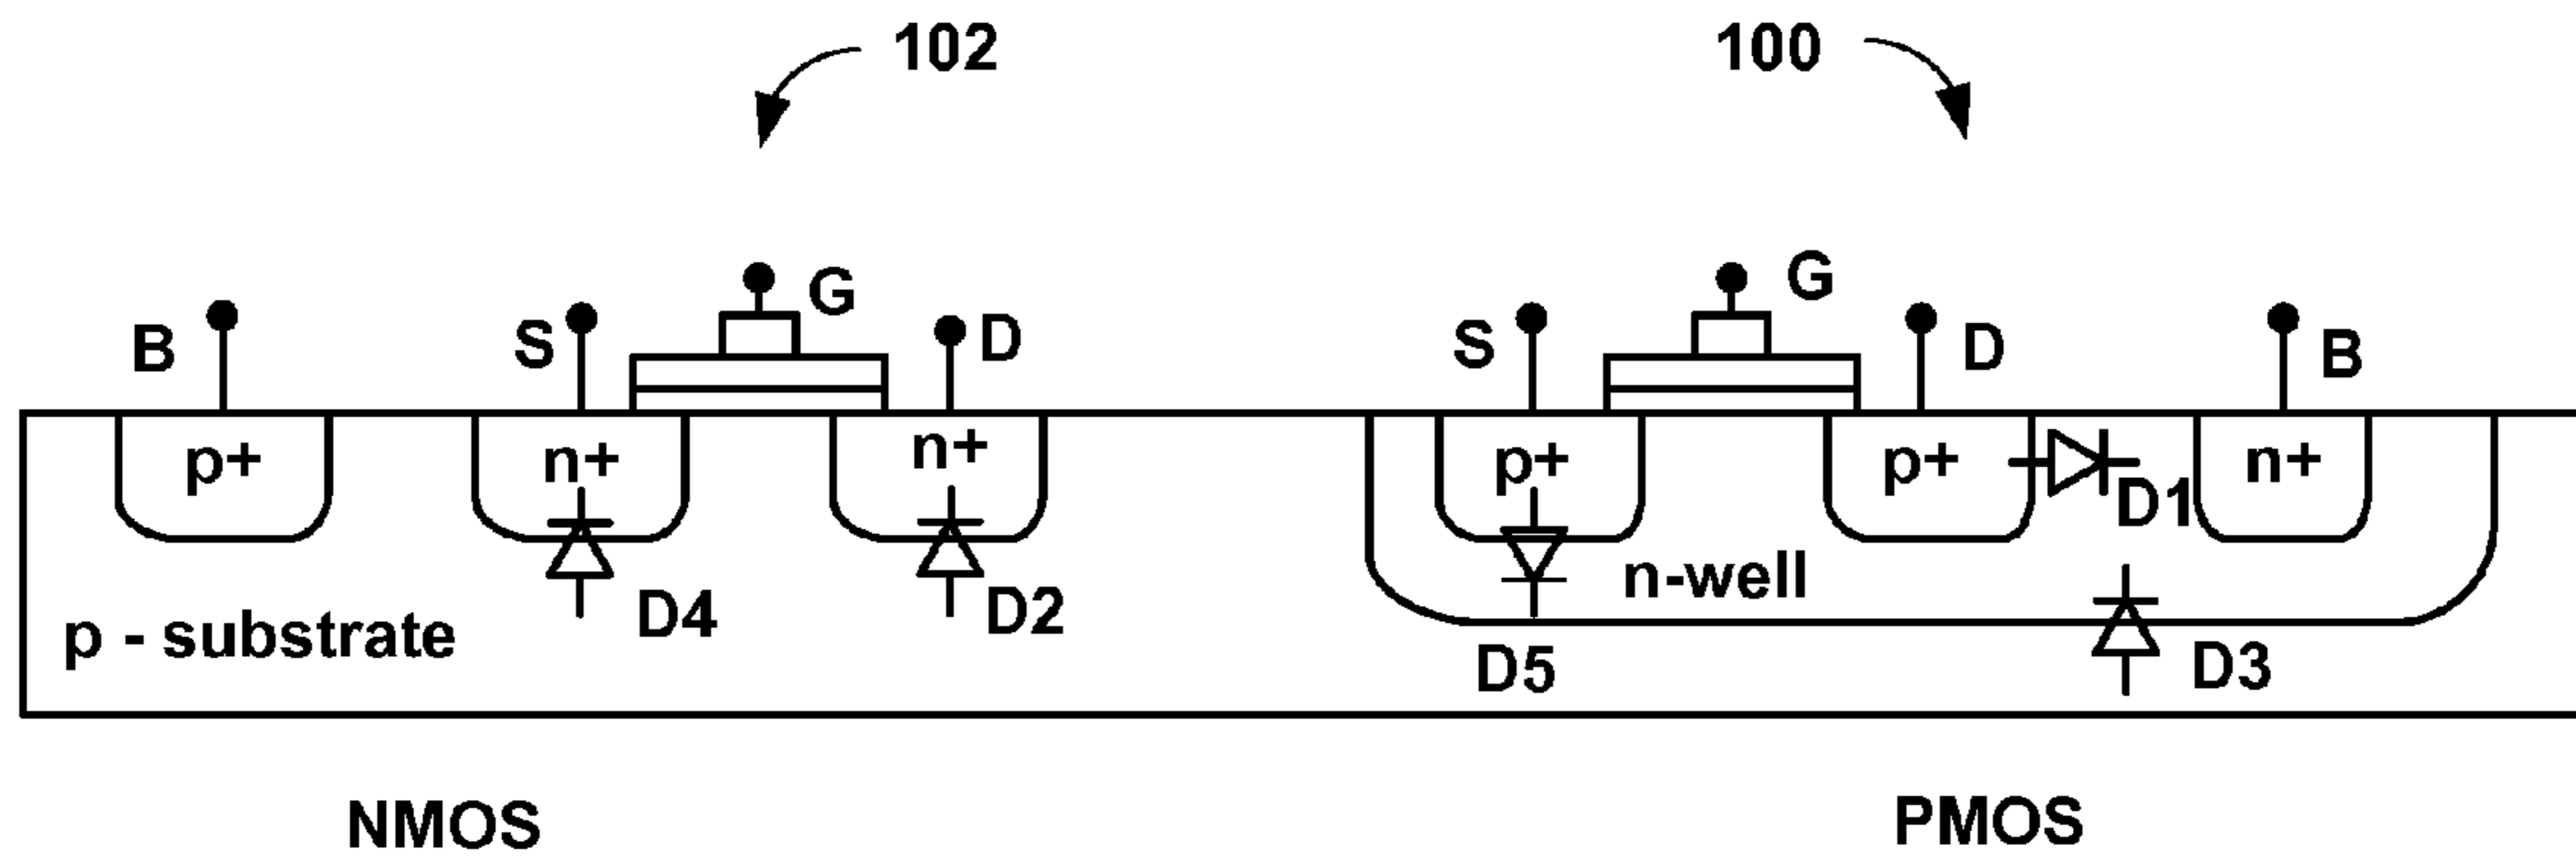 102
100
G
G
B
S
D
S
D
B
p+
n+
n+
p+
p+
D1
n+
n-well
D4
D2
p - substrate
D5
D3
NMOS
PMOS